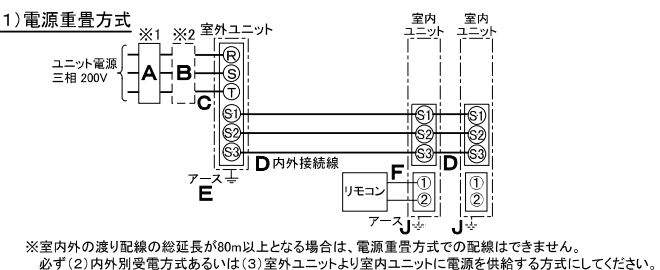 1)電源重畳方式
※1 ※2 室外ユニット
室内
ユニット
室内
ユニット
ユニット電源
三相 200V
A
B
C
R
S
T
S1
S2
S3
S1
S2
S3
S1
S2
S3
D 内外接続線
D
アース
E
リモコン
F
①
②
①
②
アース J
J
※室内外の渡り配線の総延長が80m以上となる場合は、電源重畳方式での配線はできません。
必ず(2)内外別受電方式あるいは(3)室外ユニットより室内ユニットに電源を供給する方式にしてください。